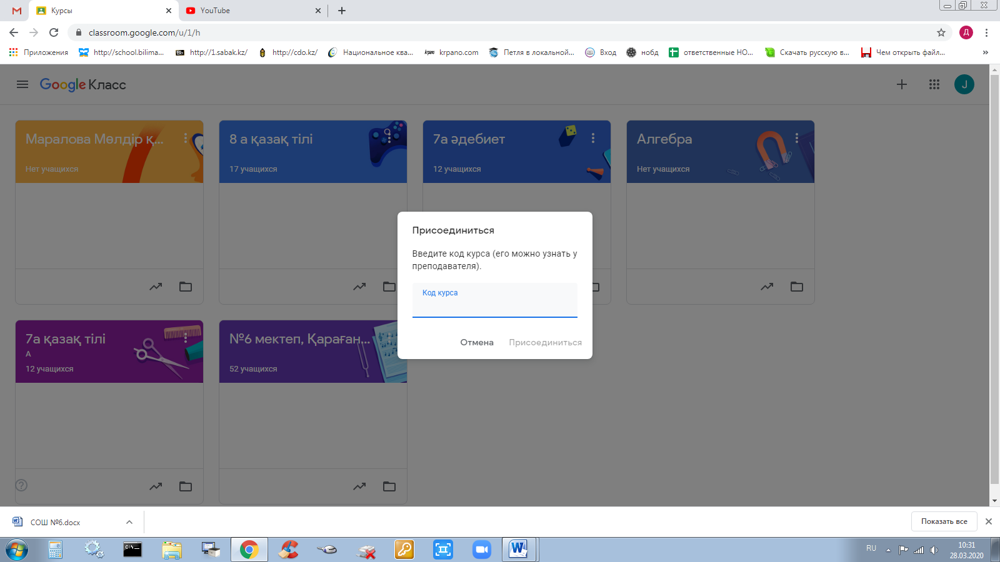 Курсы
YouTube
classroom.google.com/u/1/h
Д
Приложения
http://school.bilima...
http://1.sabak.kz/
http://cdo.kz/
Национальное ква...
krpano
krpano.com
Петля в локальной...
Вход
нобд
ответственные НО...
Скачать русскую в...
Чем открыть файл...
Google Класс
J
Маралова Мөлдір қ...
Нет учащихся
8 а қазақ тілі
17 учащихся
7а әдебиет
12 учащихся
Алгебра
Нет учащихся
Присоединиться
Введите код курса (его можно узнать у
преподавателя).
Код курса
Отмена
Присоединиться
7а қазақ тілі
А
12 учащихся
№6 мектеп, Қараған...
52 учащихся
СОШ №6.docx
Показать все
RU
10:31
28.03.2020